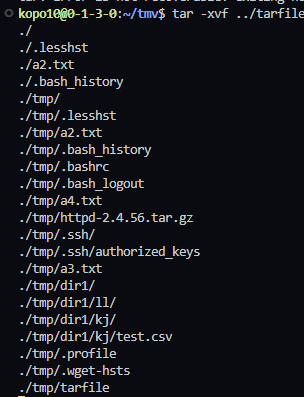 kopo10@0-1-3-0:~/tmv$ tar -xvf ../tarfile
./
./.lesshst
./a2.txt
./.bash_history
./tmp/
./tmp/.lesshst
./tmp/a2.txt
./tmp/.bash_history
./tmp/.bashrc
./tmp/.bash_logout
./tmp/a4.txt
./tmp/httpd-2.4.56.tar.gz
./tmp/.ssh/
./tmp/.ssh/authorized_keys
./tmp/a3.txt
./tmp/dir1/
./tmp/dir1/ll/
./tmp/dir1/kj/
./tmp/dir1/kj/test.csv
./tmp/.profile
./tmp/.wget-hsts
./tmp/tarfile